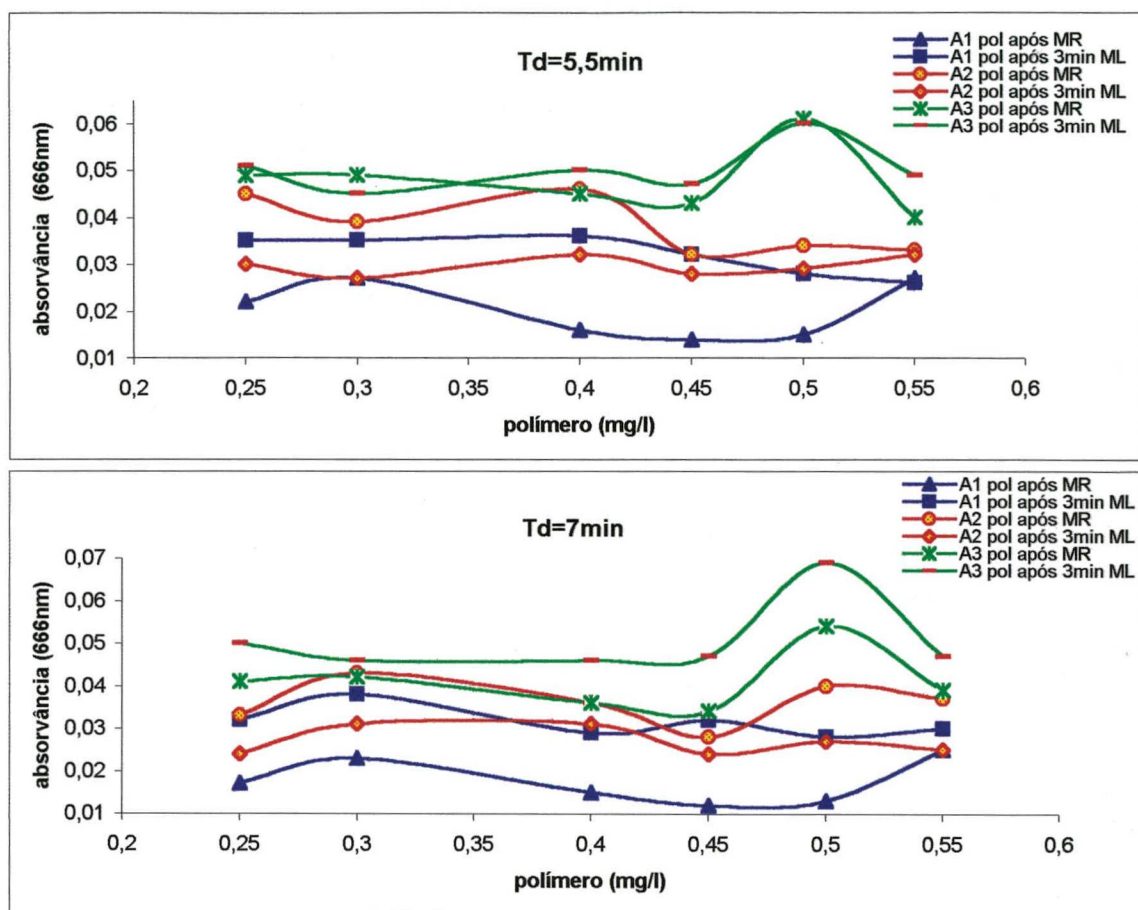 Td=5,5min
A1 pol após MR
A1 pol após 3min ML
A2 pol após MR
A2 pol após 3min ML
A3 pol após MR
A3 pol após 3min ML
absorvância (666nm)
0,06
0,05
0,04
0,03
0,02
0,01
0,2 0,25 0,3 0,35 0,4 0,45 0,5 0,55 0,6
polímero (mg/l)
Td=7min
A1 pol após MR
A1 pol após 3min ML
A2 pol após MR
A2 pol após 3min ML
A3 pol após MR
A3 pol após 3min ML
absorvância (666nm)
0,07
0,06
0,05
0,04
0,03
0,02
0,01
0,2 0,25 0,3 0,35 0,4 0,45 0,5 0,55 0,6
polímero (mg/l)